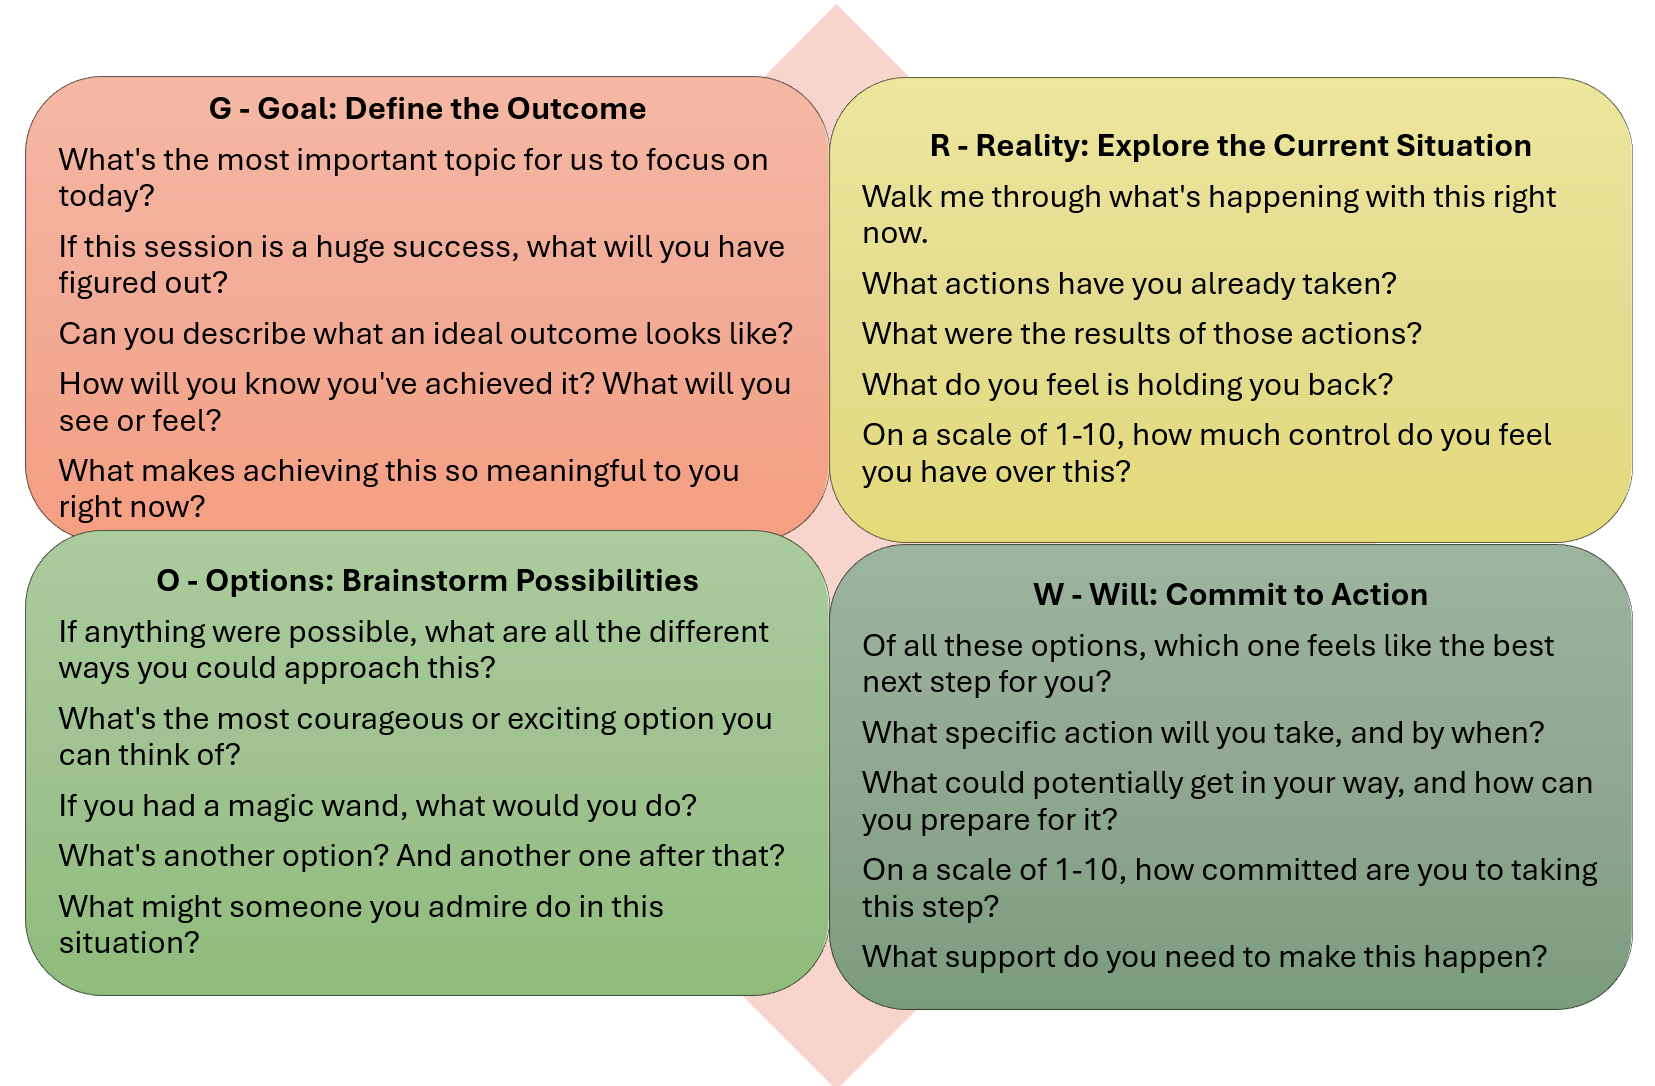 G - Goal: Define the Outcome
What's the most important topic for us to focus on
today?
If this session is a huge success, what will you have
figured out?
Can you describe what an ideal outcome looks like?
How will you know you've achieved it? What will you
see or feel?
What makes achieving this so meaningful to you
right now?
R - Reality: Explore the Current Situation
Walk me through what's happening with this right
now.
What actions have you already taken?
What were the results of those actions?
What do you feel is holding you back?
On a scale of 1-10, how much control do you feel
you have over this?
O - Options: Brainstorm Possibilities
If anything were possible, what are all the different
ways you could approach this?
What's the most courageous or exciting option you
can think of?
If you had a magic wand, what would you do?
What's another option? And another one after that?
What might someone you admire do in this
situation?
W - Will: Commit to Action
Of all these options, which one feels like the best
next step for you?
What specific action will you take, and by when?
What could potentially get in your way, and how can
you prepare for it?
On a scale of 1-10, how committed are you to taking
this step?
What support do you need to make this happen?